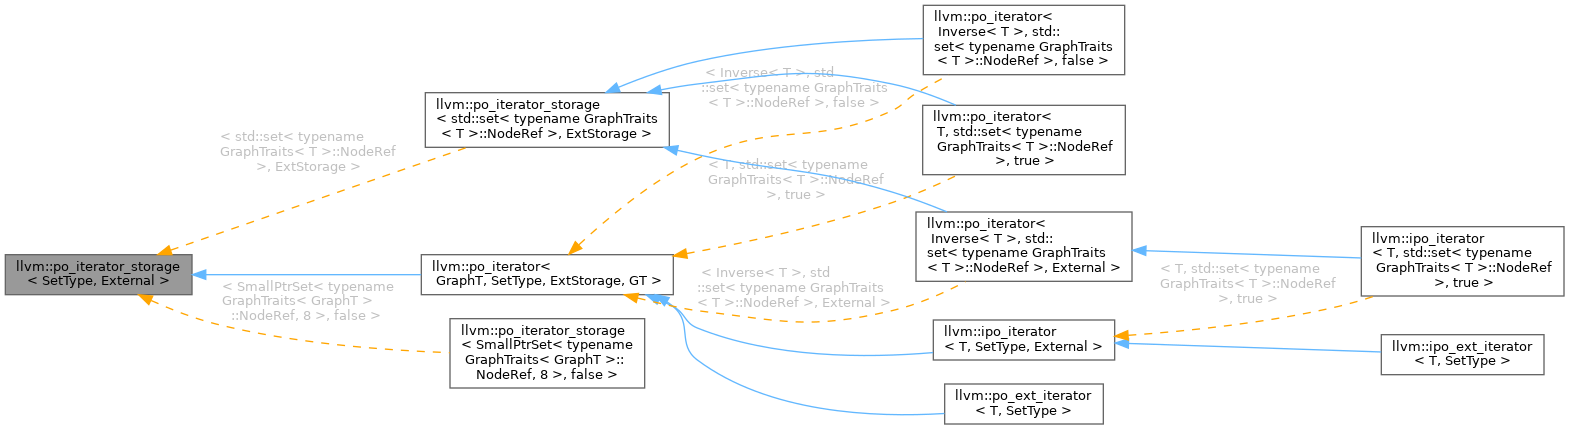 llvm::po_iterator_storage
< SetType, External >
< std::set< typename
GraphTraits< T >::NodeRef
>, ExtStorage >
< SmallPtrSet< typename
GraphTraits< GraphT >
::NodeRef, 8 >, false >
llvm::po_iterator_storage
< std::set< typename GraphTraits
< T >::NodeRef >, ExtStorage >
llvm::po_iterator<
GraphT, SetType, ExtStorage, GT >
llvm::po_iterator_storage
< SmallPtrSet< typename
GraphTraits< GraphT >::
NodeRef, 8 >, false >
< Inverse< T >, std
::set< typename GraphTraits
< T >::NodeRef >, false >
< T, std::set< typename
GraphTraits< T >::NodeRef
>, true >
< Inverse< T >, std
::set< typename GraphTraits
< T >::NodeRef >, External >
llvm::po_iterator<
Inverse< T >, std::
set< typename GraphTraits
< T >::NodeRef >, false >
llvm::po_iterator<
T, std::set< typename
GraphTraits< T >::NodeRef
>, true >
llvm::po_iterator<
Inverse< T >, std::
set< typename GraphTraits
< T >::NodeRef >, External >
llvm::ipo_iterator
< T, SetType, External >
llvm::po_ext_iterator
< T, SetType >
< T, std::set< typename
GraphTraits< T >::NodeRef
>, true >
llvm::ipo_iterator
< T, std::set< typename
GraphTraits< T >::NodeRef
>, true >
llvm::ipo_ext_iterator
< T, SetType >